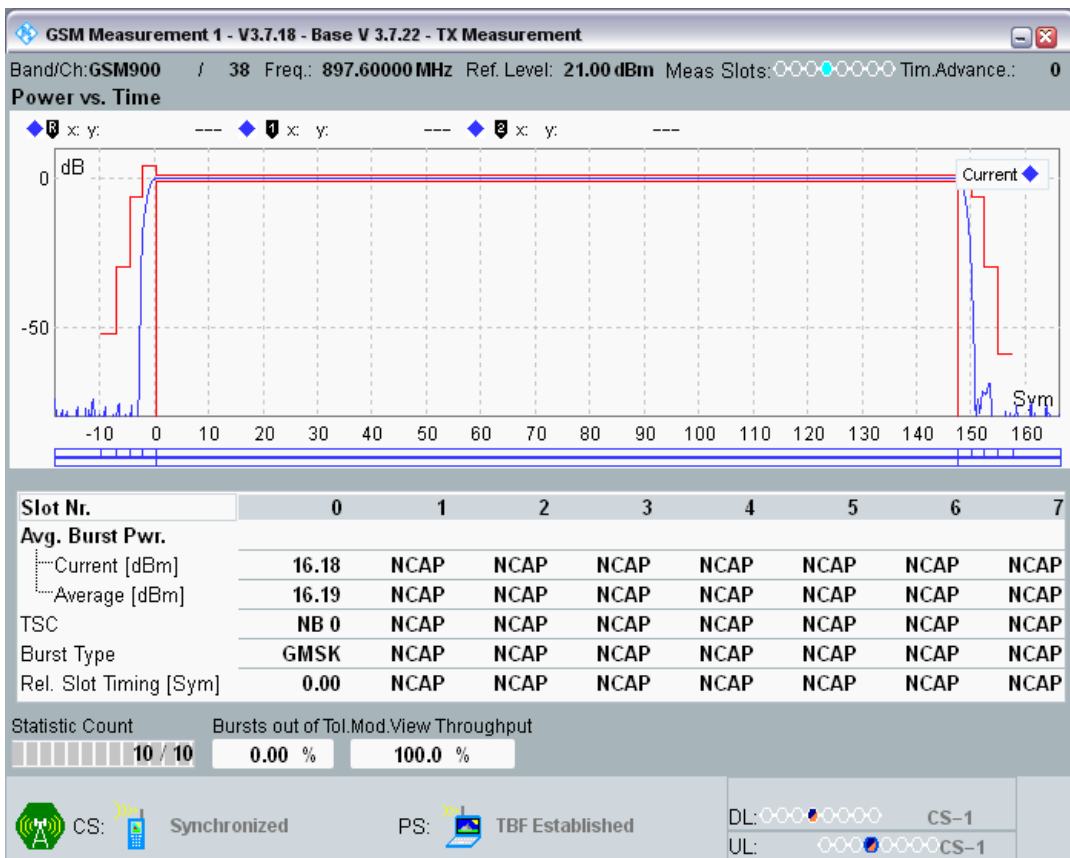 GSM Measurement 1 - V3.7.18 - Base V 3.7.22 - TX Measurement
Band/Ch:GSM900 / 38 Freq.: 897.60000 MHz Ref. Level: 21.00 dBm Meas Slots: Tim.Advance.: 0
Power vs. Time
R x: y: --- 1 x: y: --- 2 x: y: ---
dB
Current
0
-50
Sym
-10 0 10 20 30 40 50 60 70 80 90 100 110 120 130 140 150 160
Slot Nr. 0 1 2 3 4 5 6 7
Avg. Burst Pwr.
Current [dBm] 16.18 NCAP NCAP NCAP NCAP NCAP NCAP NCAP
Average [dBm] 16.19 NCAP NCAP NCAP NCAP NCAP NCAP NCAP
TSC NB 0 NCAP NCAP NCAP NCAP NCAP NCAP NCAP
Burst Type GMSK NCAP NCAP NCAP NCAP NCAP NCAP NCAP
Rel. Slot Timing [Sym] 0.00 NCAP NCAP NCAP NCAP NCAP NCAP NCAP
Statistic Count Bursts out of Tol.Mod.View Throughput
10 / 10 0.00 % 100.0 %
CS: Synchronized PS: TBF Established DL: CS-1
UL: CS-1